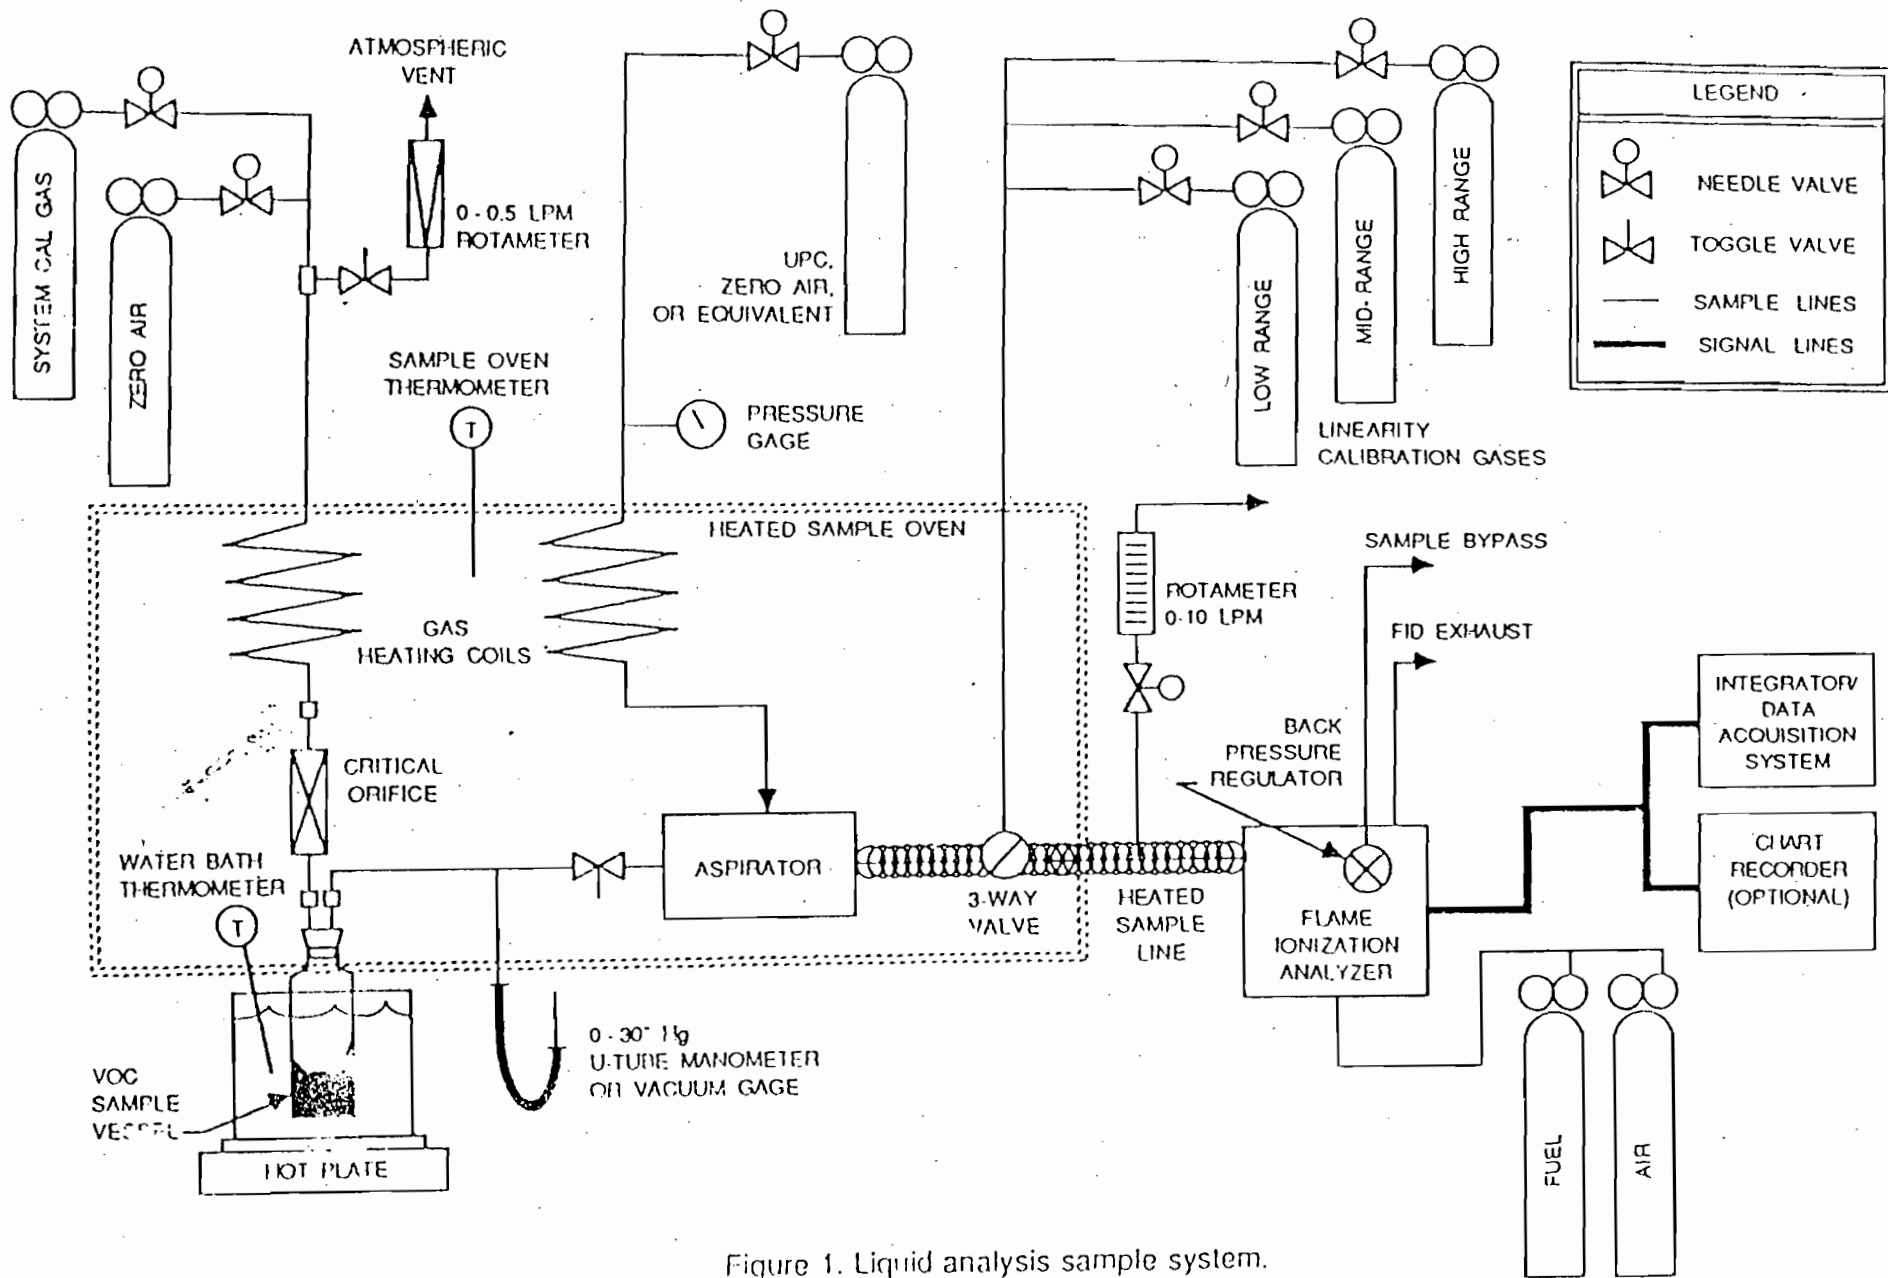 ATMOSPHERIC
VENT
0 - 0.5 LPM
ROTAMETER
SYSTEM CAL GAS
ZERO AIR
UPC,
ZERO AIR,
OR EQUIVALENT
SAMPLE OVEN
THERMOMETER
T
PRESSURE
GAGE
LOW RANGE
MID- RANGE
HIGH RANGE
LINEARITY
CALIBRATION GASES
LEGEND
NEEDLE VALVE
TOGGLE VALVE
SAMPLE LINES
SIGNAL LINES
HEATED SAMPLE OVEN
GAS
HEATING COILS
CRITICAL
ORIFICE
WATER BATH
THERMOMETER
T
ASPIRATOR
3-WAY
VALVE
HEATED
SAMPLE
LINE
ROTAMETER
0-10 LPM
SAMPLE BYPASS
FID EXHAUST
BACK
PRESSURE
REGULATOR
FLAME
IONIZATION
ANALYZER
INTEGRATOR/
DATA
ACQUISITION
SYSTEM
CHART
RECORDER
(OPTIONAL)
VOC
SAMPLE
VESSEL
HOT PLATE
0 - 30" Hg
U-TUBE MANOMETER
OR VACUUM GAGE
FUEL
AIR
Figure 1. Liquid analysis sample system.